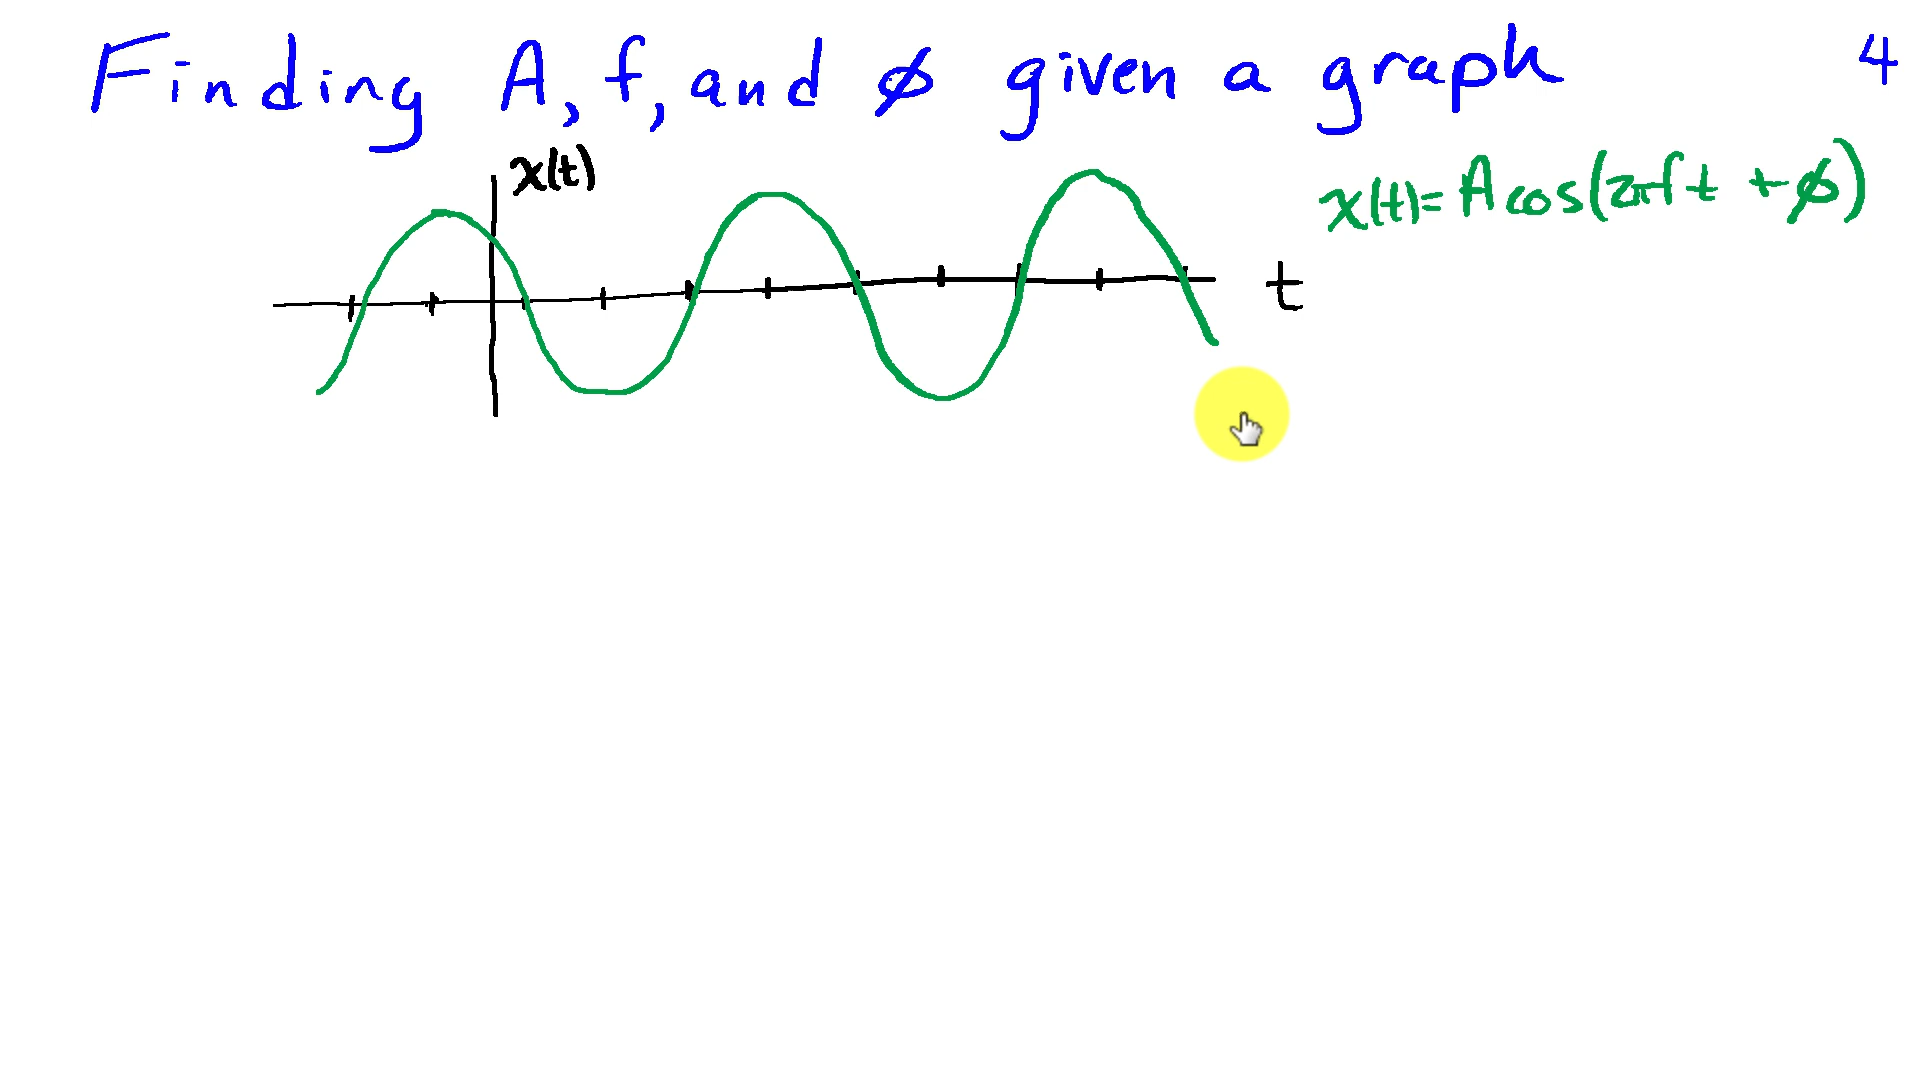 Finding A, f, and ø given a graph 4
x(t)
x(t)= A cos(2πft + ø)
t